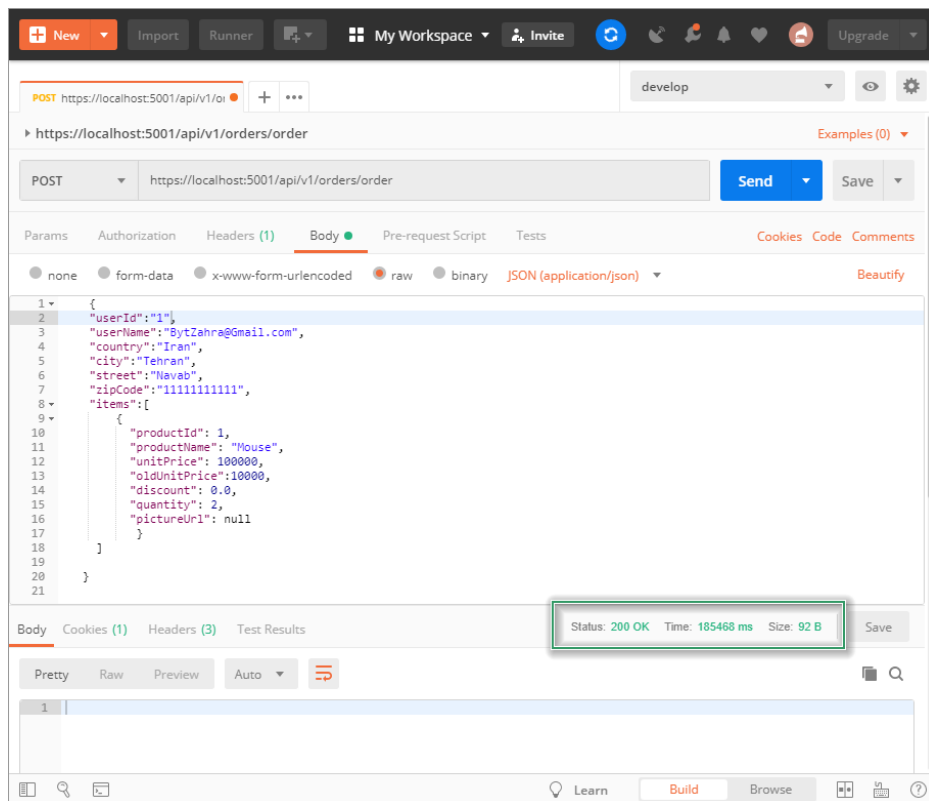 New Import Runner My Workspace Invite Upgrade
POST https://localhost:5001/api/v1/or + ••• develop
https://localhost:5001/api/v1/orders/order Examples (0)
POST https://localhost:5001/api/v1/orders/order Send Save
Params Authorization Headers (1) Body Pre-request Script Tests Cookies Code Comments
none form-data x-www-form-urlencoded raw binary JSON (application/json) Beautify
1 {
2 "userId":"1",
3 "userName":"BytZahra@Gmail.com",
4 "country":"Iran",
5 "city":"Tehran",
6 "street":"Navab",
7 "zipCode":"11111111111",
8 "items":[
9 {
10 "productId": 1,
11 "productName": "Mouse",
12 "unitPrice": 100000,
13 "oldUnitPrice":10000,
14 "discount": 0.0,
15 "quantity": 2,
16 "pictureUrl": null
17 }
18 ]
19
20 }
21
Body Cookies (1) Headers (3) Test Results Status: 200 OK Time: 185468 ms Size: 92 B Save
Pretty Raw Preview Auto
1
Learn Build Browse ?